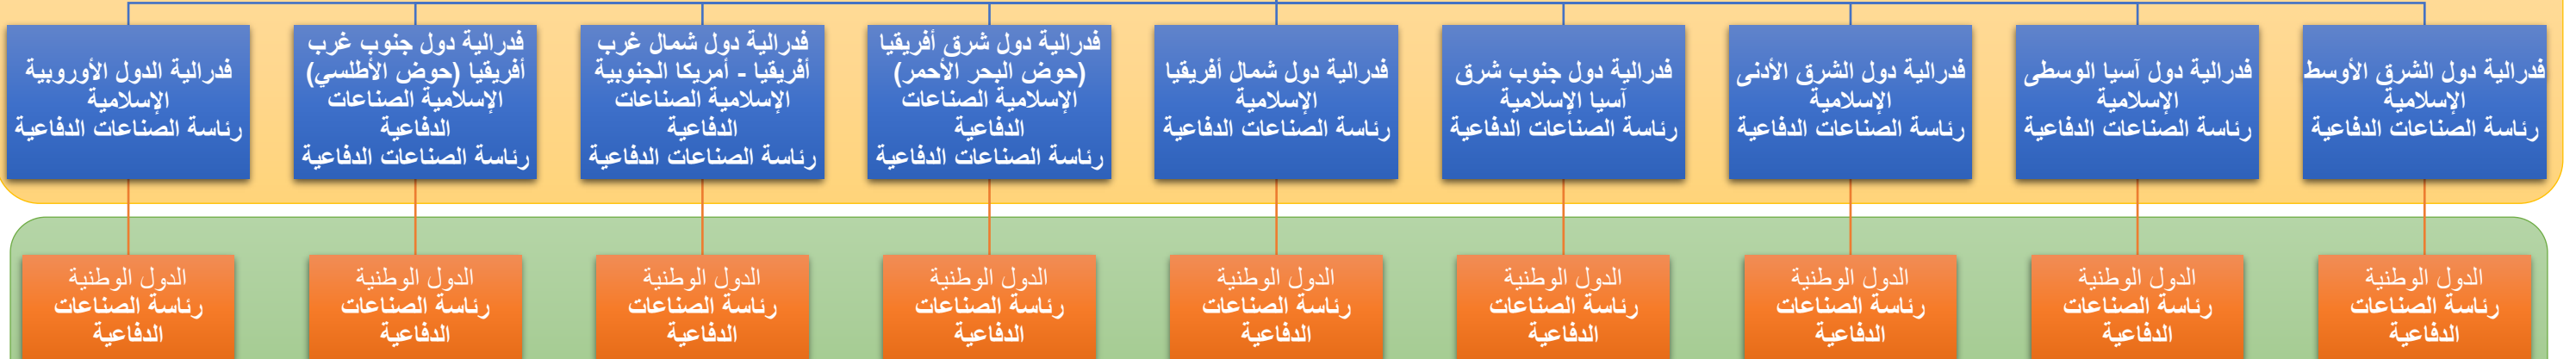 فدرالية دول الشرق الأوسط
الإسلامية
رئاسة الصناعات الدفاعية
فدرالية دول آسيا الوسطى
الإسلامية
رئاسة الصناعات الدفاعية
فدرالية دول الشرق الأدنى
الإسلامية
رئاسة الصناعات الدفاعية
فدرالية دول جنوب شرق
آسيا الإسلامية
رئاسة الصناعات الدفاعية
فدرالية دول شمال أفريقيا
الإسلامية
رئاسة الصناعات الدفاعية
فدرالية دول شرق أفريقيا
(حوض البحر الأحمر)
الإسلامية الصناعات
الدفاعية
رئاسة الصناعات الدفاعية
فدرالية دول شمال غرب
أفريقيا - أمريكا الجنوبية
الإسلامية الصناعات
الدفاعية
رئاسة الصناعات الدفاعية
فدرالية دول جنوب غرب
أفريقيا (حوض الأطلسي)
الإسلامية الصناعات
الدفاعية
رئاسة الصناعات الدفاعية
فدرالية الدول الأوروبية
الإسلامية
رئاسة الصناعات الدفاعية
الدول الوطنية
رئاسة الصناعات
الدفاعية
الدول الوطنية
رئاسة الصناعات
الدفاعية
الدول الوطنية
رئاسة الصناعات
الدفاعية
الدول الوطنية
رئاسة الصناعات
الدفاعية
الدول الوطنية
رئاسة الصناعات
الدفاعية
الدول الوطنية
رئاسة الصناعات
الدفاعية
الدول الوطنية
رئاسة الصناعات
الدفاعية
الدول الوطنية
رئاسة الصناعات
الدفاعية
الدول الوطنية
رئاسة الصناعات
الدفاعية